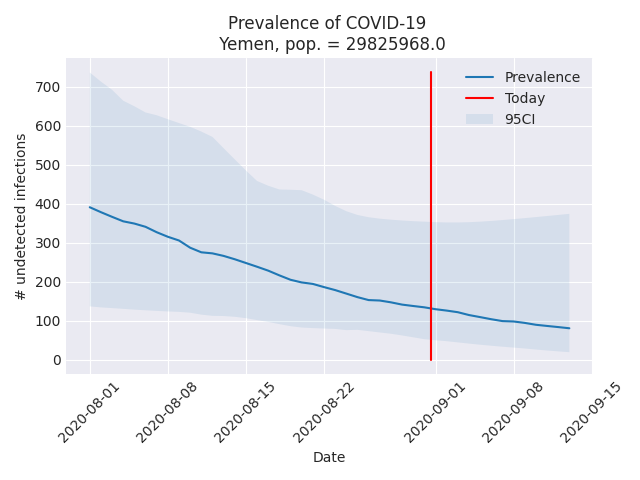 Prevalence of COVID-19
Yemen, pop. = 29825968.0
Prevalence
Today
95CI
# undetected infections
700
600
500
400
300
200
100
0
2020-08-01
2020-08-08
2020-08-15
2020-08-22
2020-09-01
2020-09-08
2020-09-15
Date